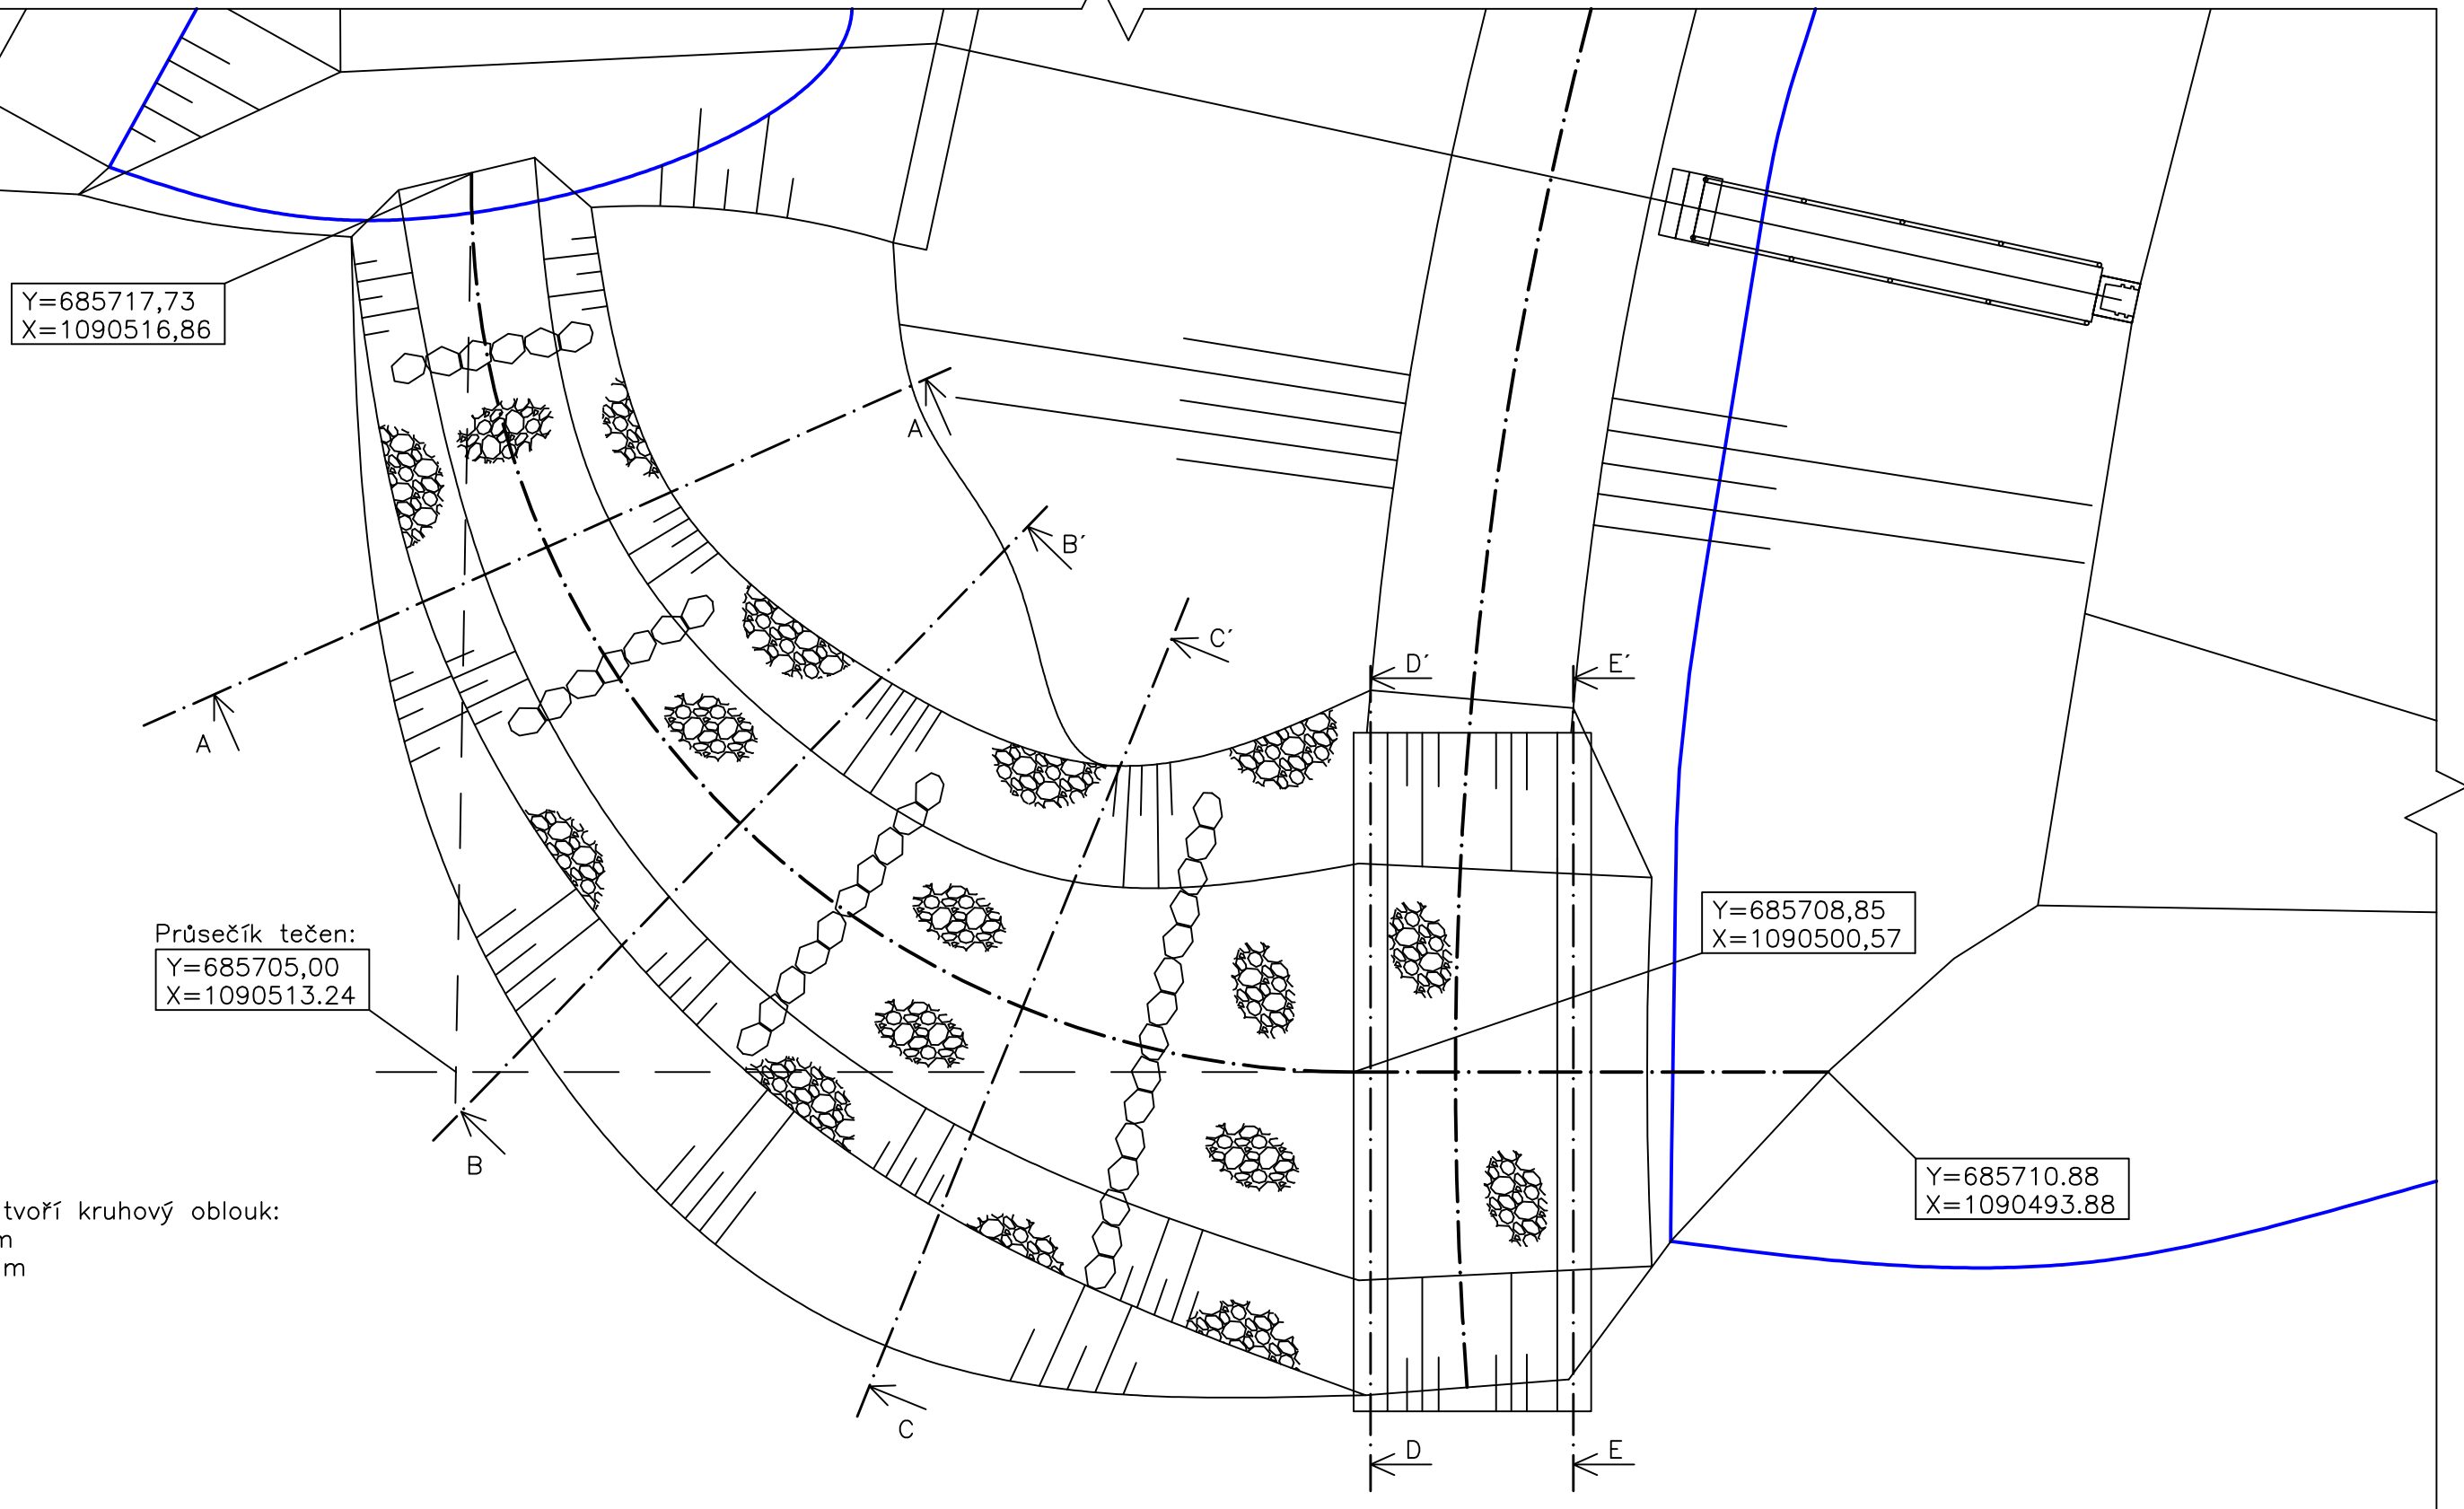 Y=685717,73
X=1090516,86
A
B´
C´
D´
E´
A
Průsečík tečen:
Y=685705,00
X=1090513.24
Y=685708,85
X=1090500,57
B
Y=685710.88
X=1090493.88
tvoří kruhový oblouk:
m
m
C
D
E